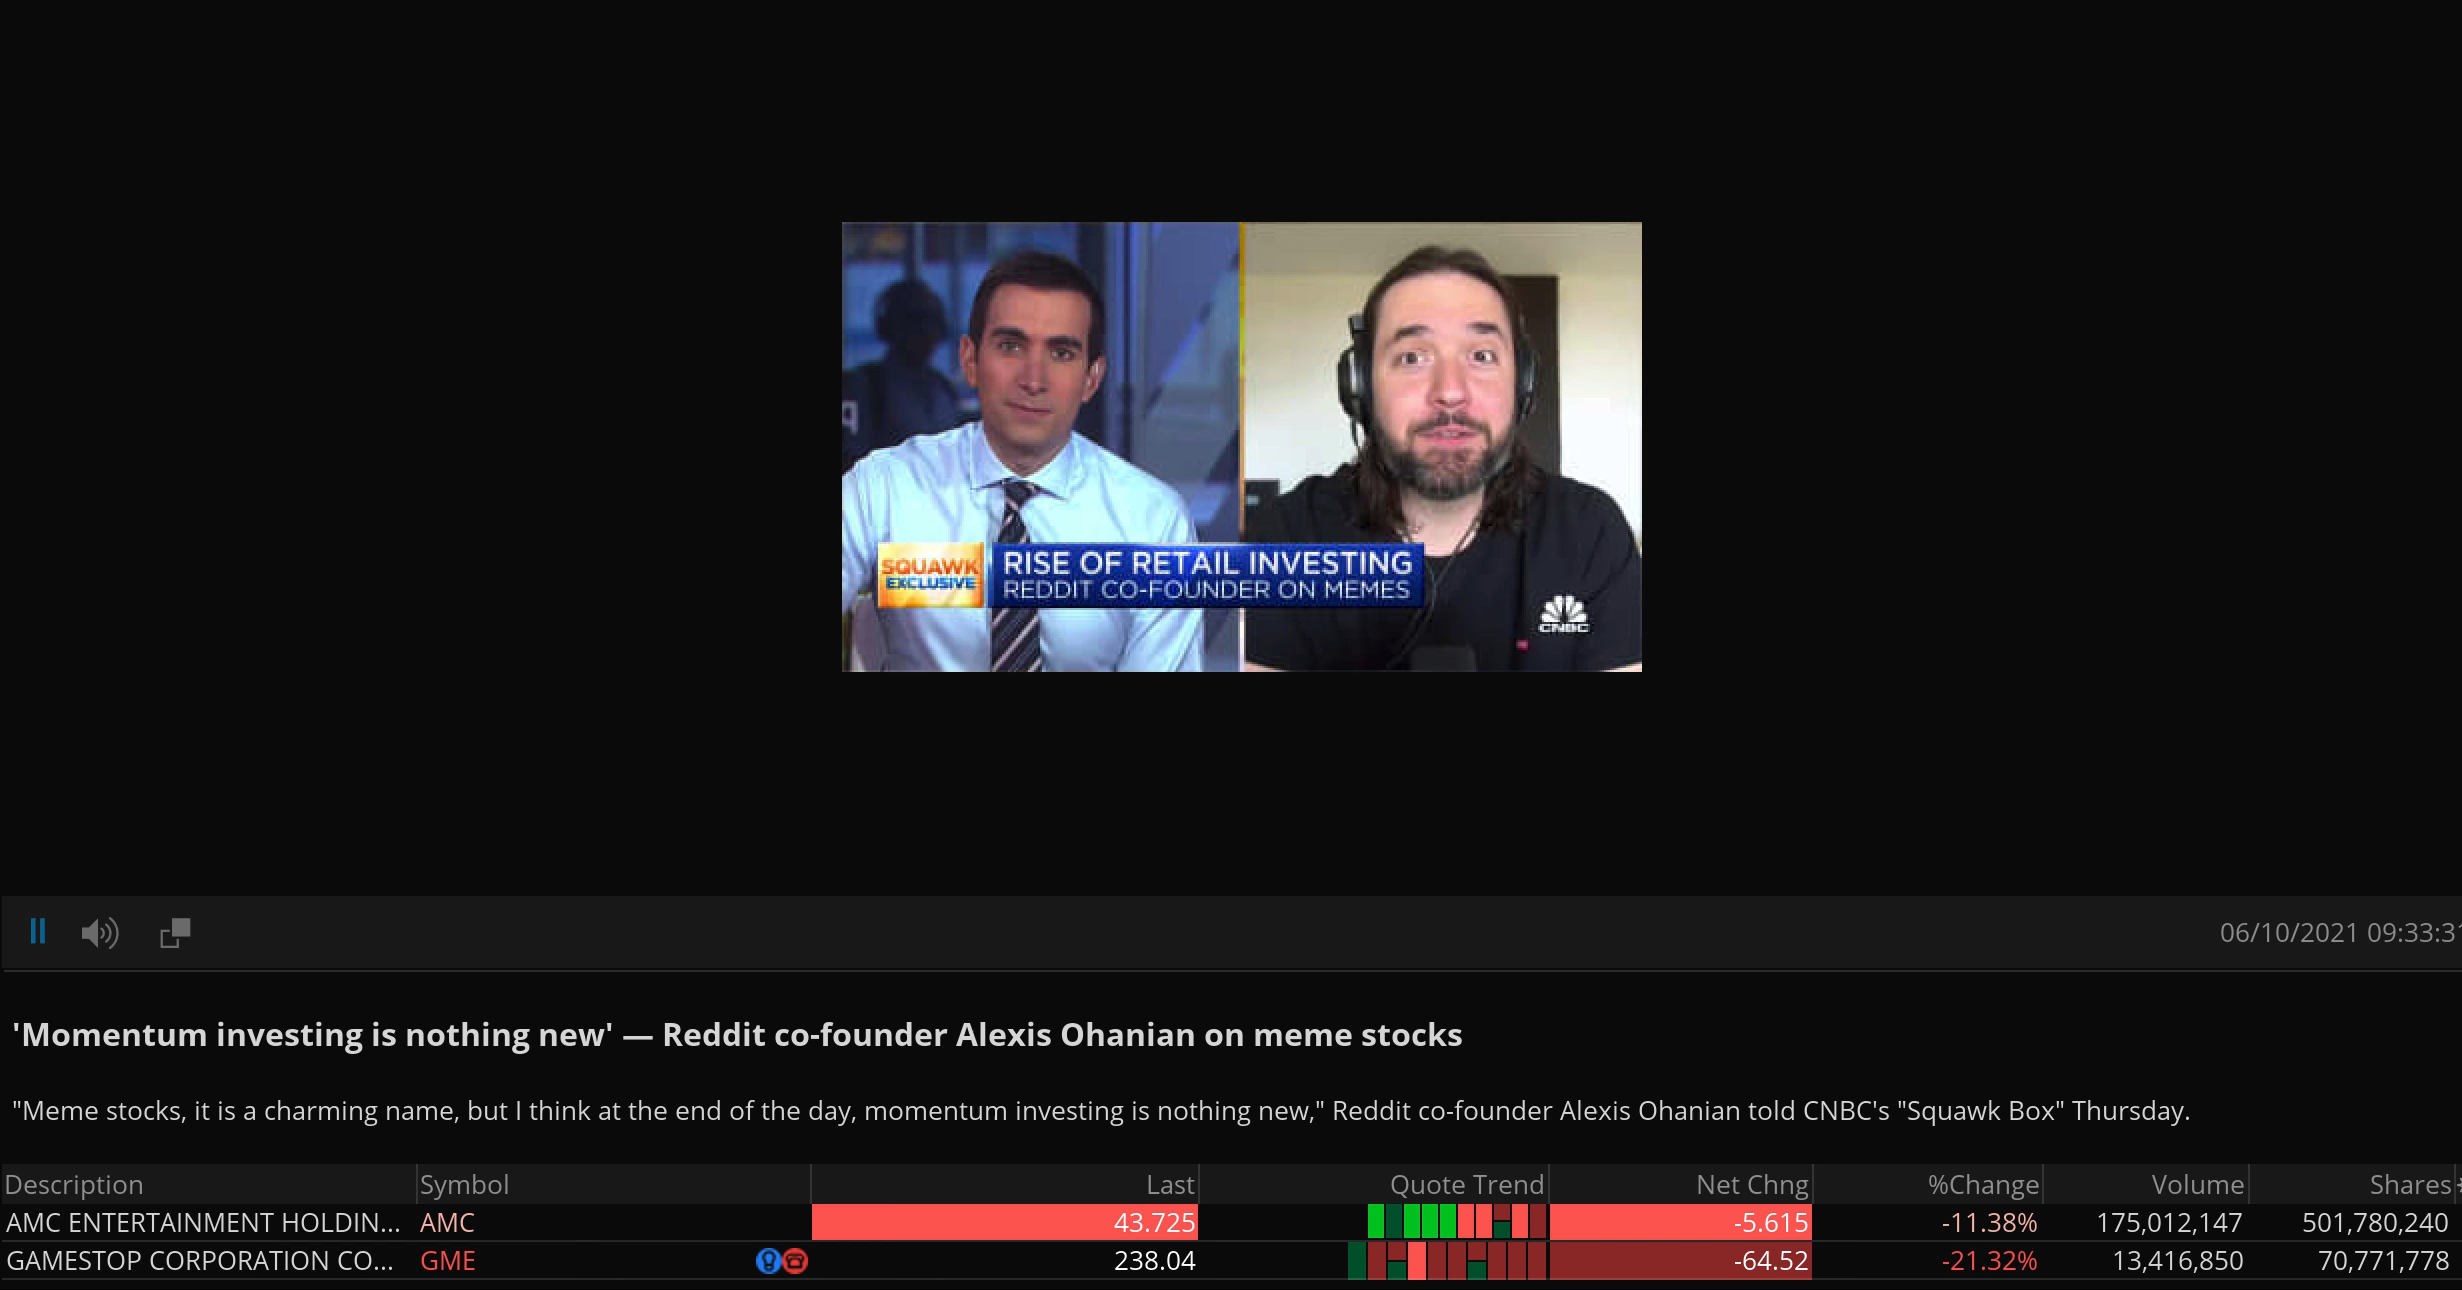 SQUAWK
EXCLUSIVE
RISE OF RETAIL INVESTING
REDDIT CO-FOUNDER ON MEMES
CNBC
06/10/2021 09:33:31
'Momentum investing is nothing new' — Reddit co-founder Alexis Ohanian on meme stocks
"Meme stocks, it is a charming name, but I think at the end of the day, momentum investing is nothing new," Reddit co-founder Alexis Ohanian told CNBC's "Squawk Box" Thursday.
Description Symbol Last Quote Trend Net Chng %Change Volume Shares
AMC ENTERTAINMENT HOLDIN... AMC 43.725 -5.615 -11.38% 175,012,147 501,780,240
GAMESTOP CORPORATION CO... GME 238.04 -64.52 -21.32% 13,416,850 70,771,778